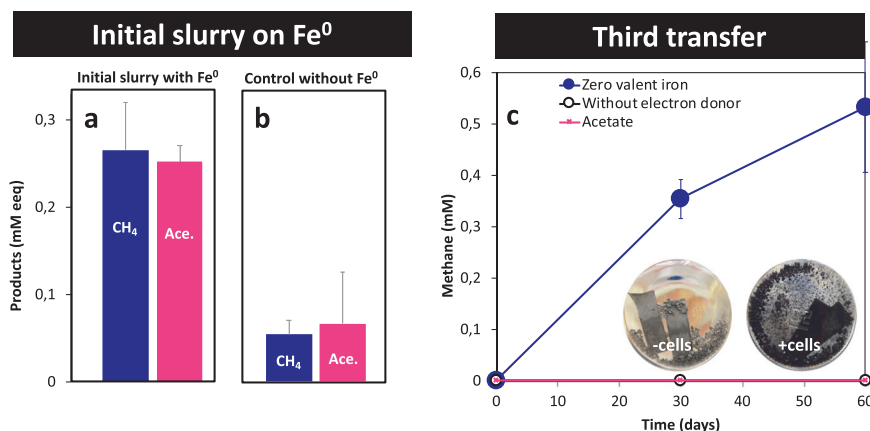 Initial slurry on Fe⁰
Third transfer
Initial slurry with Fe⁰
Control without Fe⁰
a
b
Products (mM eeq)
0,3
0,2
0,1
0
CH₄
Ace.
CH₄
Ace.
c
Zero valent iron
Without electron donor
Acetate
Methane (mM)
0,6
0,5
0,4
0,3
0,2
0,1
0
-cells
+cells
0 10 20 30 40 50 60
Time (days)